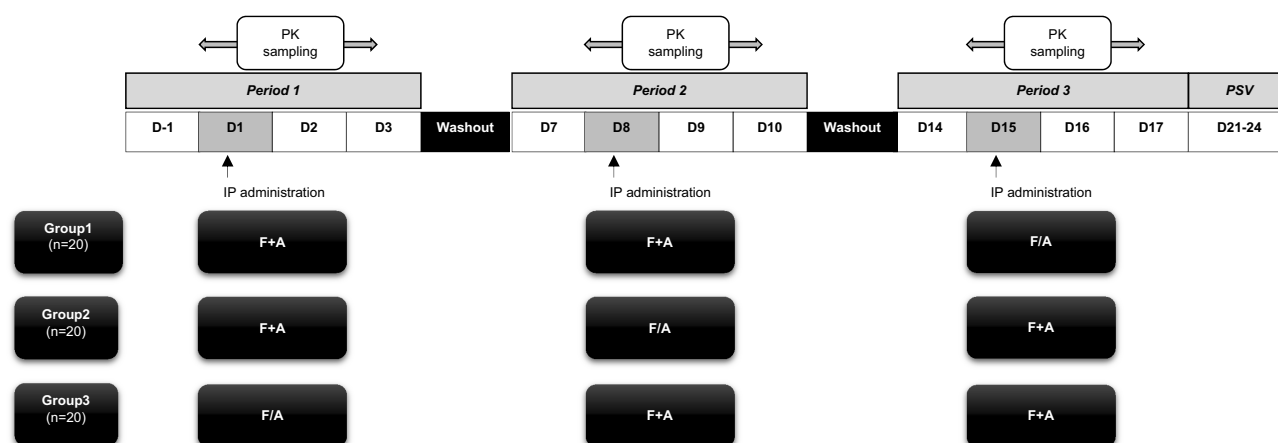 PK
sampling
PK
sampling
PK
sampling
Period 1
Period 2
Period 3
PSV
D-1 D1 D2 D3 Washout D7 D8 D9 D10 Washout D14 D15 D16 D17 D21-24
IP administration
IP administration
IP administration
Group1
(n=20)
F+A
F+A
F/A
Group2
(n=20)
F+A
F/A
F+A
Group3
(n=20)
F/A
F+A
F+A